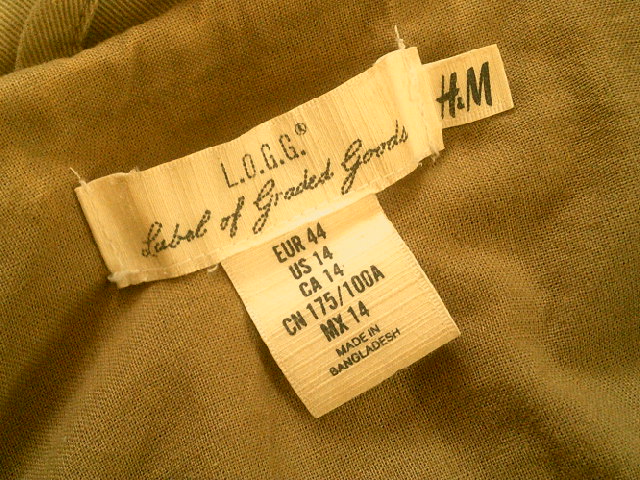 H&M
L.O.G.G.®
Label of Graded Goods
EUR 44
US 14
CA 14
CN 175/100A
MX 14
MADE IN
BANGLADESH